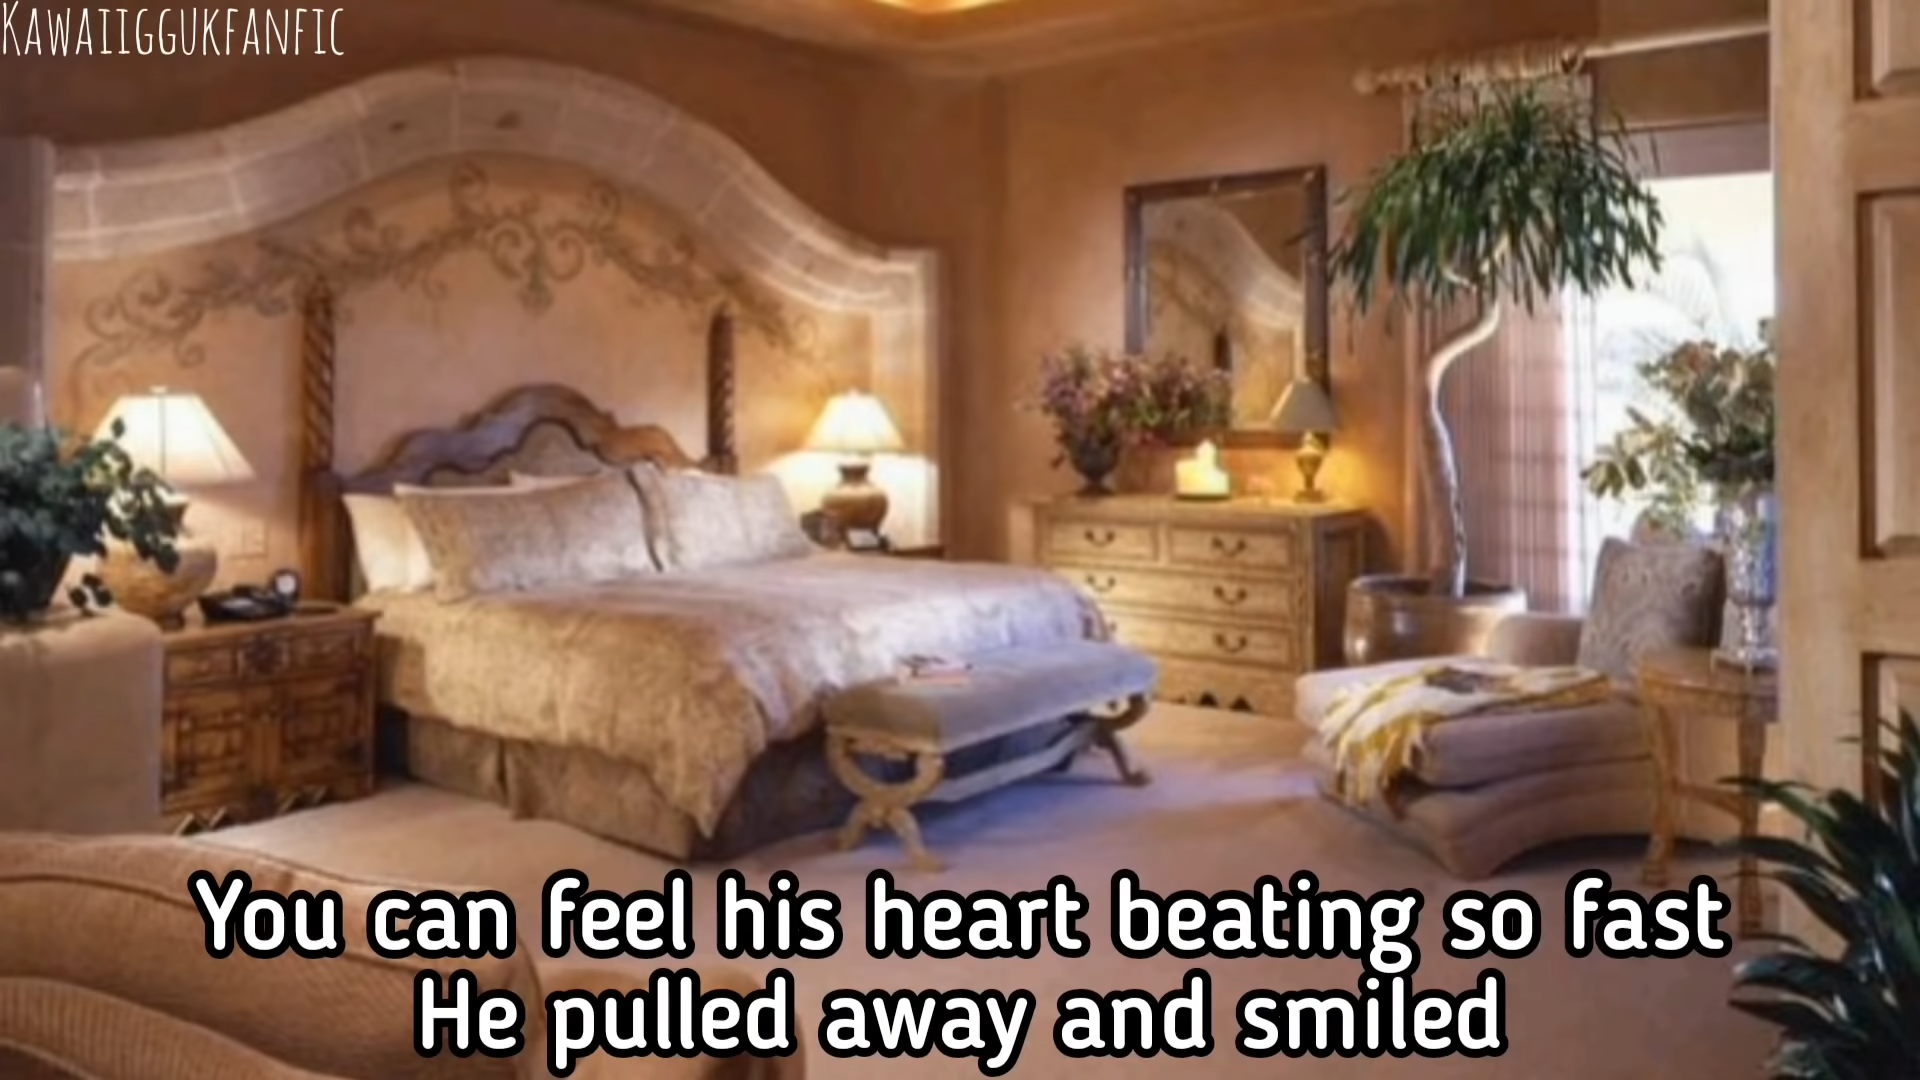 KAWAIIGGUKFANFIC
You can feel his heart beating so fast
He pulled away and smiled